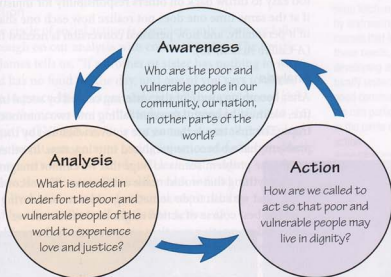 Awareness
Who are the poor and
vulnerable people in our
community, our nation,
in other parts of the
world?
Analysis
What is needed in
order for the poor and
vulnerable people of the
world to experience
love and justice?
Action
How are we called to
act so that poor and
vulnerable people may
live in dignity?